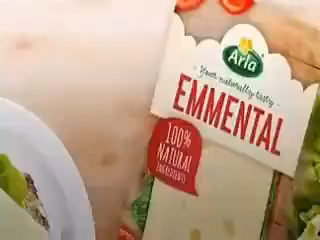 Arla
Your naturally tasty
EMMENTAL
100%
NATURAL
INGREDIENTS